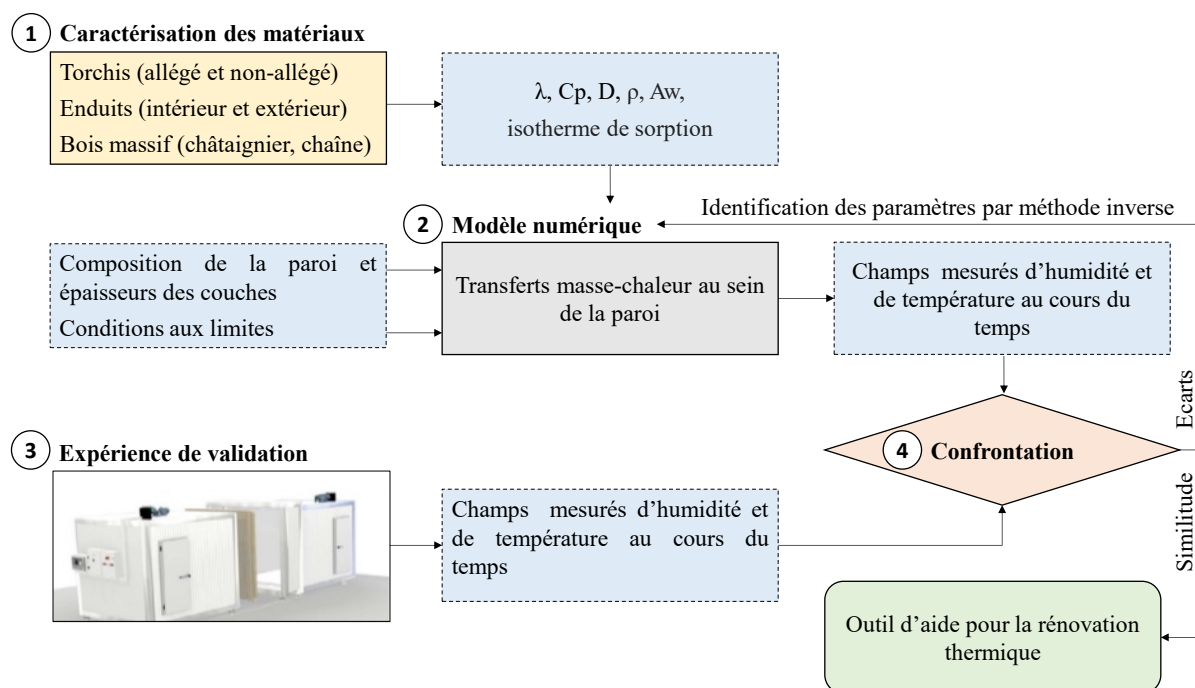 1 Caractérisation des matériaux
Torchis (allégé et non-allégé)
Enduits (intérieur et extérieur)
Bois massif (châtaignier, chaîne)
λ, Cp, D, ρ, Aw,
isotherme de sorption
Identification des paramètres par méthode inverse
2 Modèle numérique
Composition de la paroi et
épaisseurs des couches
Conditions aux limites
Transferts masse-chaleur au sein
de la paroi
Champs mesurés d’humidité et
de température au cours du
temps
Ecarts
3 Expérience de validation
4 Confrontation
Similitude
Champs mesurés d’humidité et
de température au cours du
temps
Outil d’aide pour la rénovation
thermique